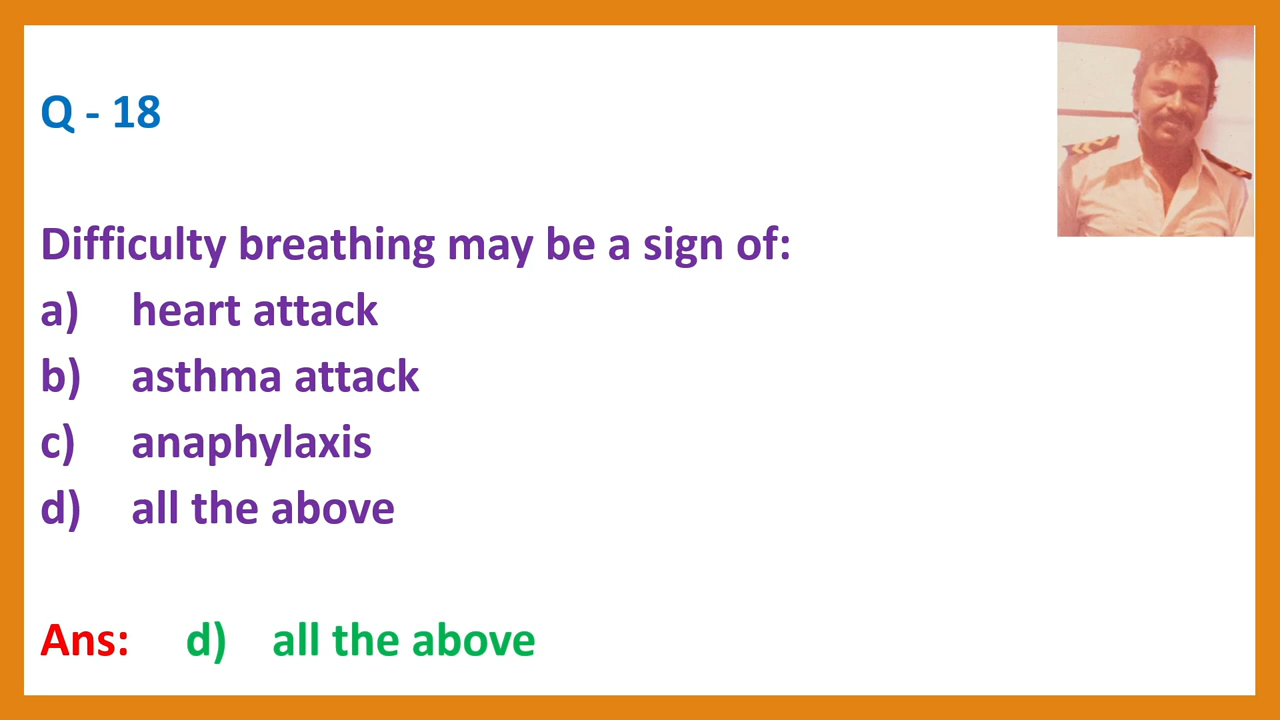 Q - 18
Difficulty breathing may be a sign of:
a) heart attack
b) asthma attack
c) anaphylaxis
d) all the above
Ans: d) all the above